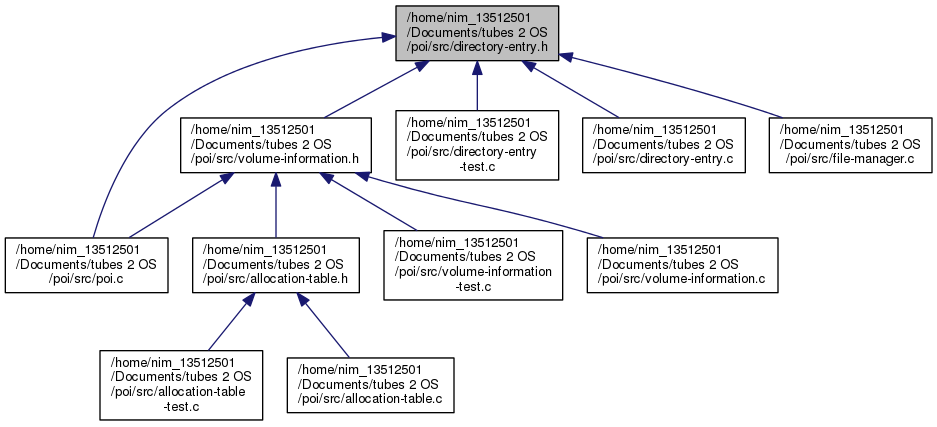 /home/nim_13512501
/Documents/tubes 2 OS
/poi/src/directory-entry.h
/home/nim_13512501
/Documents/tubes 2 OS
/poi/src/volume-information.h
/home/nim_13512501
/Documents/tubes 2 OS
/poi/src/directory-entry
-test.c
/home/nim_13512501
/Documents/tubes 2 OS
/poi/src/directory-entry.c
/home/nim_13512501
/Documents/tubes 2 OS
/poi/src/file-manager.c
/home/nim_13512501
/Documents/tubes 2 OS
/poi/src/poi.c
/home/nim_13512501
/Documents/tubes 2 OS
/poi/src/allocation-table.h
/home/nim_13512501
/Documents/tubes 2 OS
/poi/src/volume-information
-test.c
/home/nim_13512501
/Documents/tubes 2 OS
/poi/src/volume-information.c
/home/nim_13512501
/Documents/tubes 2 OS
/poi/src/allocation-table
-test.c
/home/nim_13512501
/Documents/tubes 2 OS
/poi/src/allocation-table.c